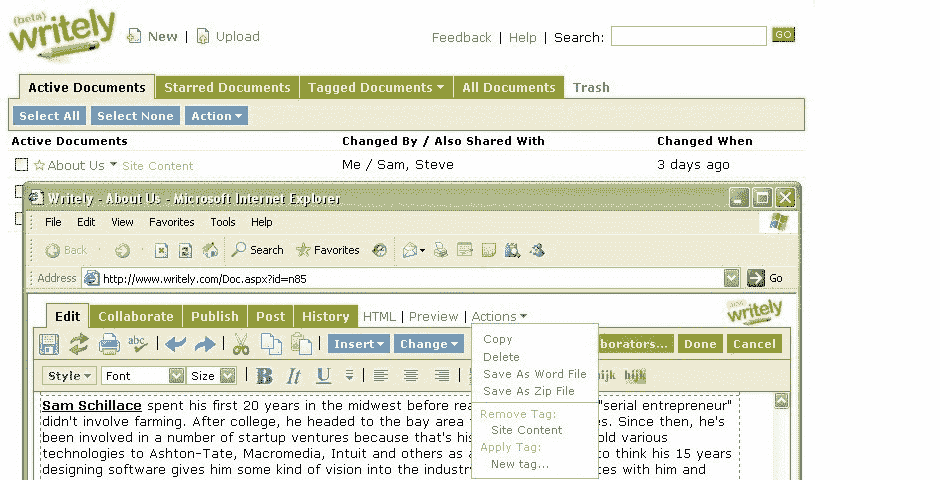 (beta)
writely
New | Upload
Feedback | Help | Search: GO
Active Documents Starred Documents Tagged Documents All Documents Trash
Select All Select None Action
Active Documents Changed By / Also Shared With Changed When
About Us Site Content Me / Sam, Steve 3 days ago
Writely - About Us - Microsoft Internet Explorer
File Edit View Favorites Tools Help
Back Search Favorites
Address http://www.writely.com/Doc.aspx?id=n85 Go
Edit Collaborate Publish Post History HTML | Preview | Actions writely
abc Insert Change borators... Done Cancel
Style Font Size B It U hijk hijk
Copy
Delete
Save As Word File
Save As Zip File
Remove Tag:
Site Content
Apply Tag:
New tag...
Sam Schillace spent his first 20 years in the midwest before rea "serial entrepreneur"
didn't involve farming. After college, he headed to the bay area es. Since then, he's
been involved in a number of startup ventures because that's his old various
technologies to Ashton-Tate, Macromedia, Intuit and others as a to think his 15 years
designing software gives him some kind of vision into the industry ces with him and